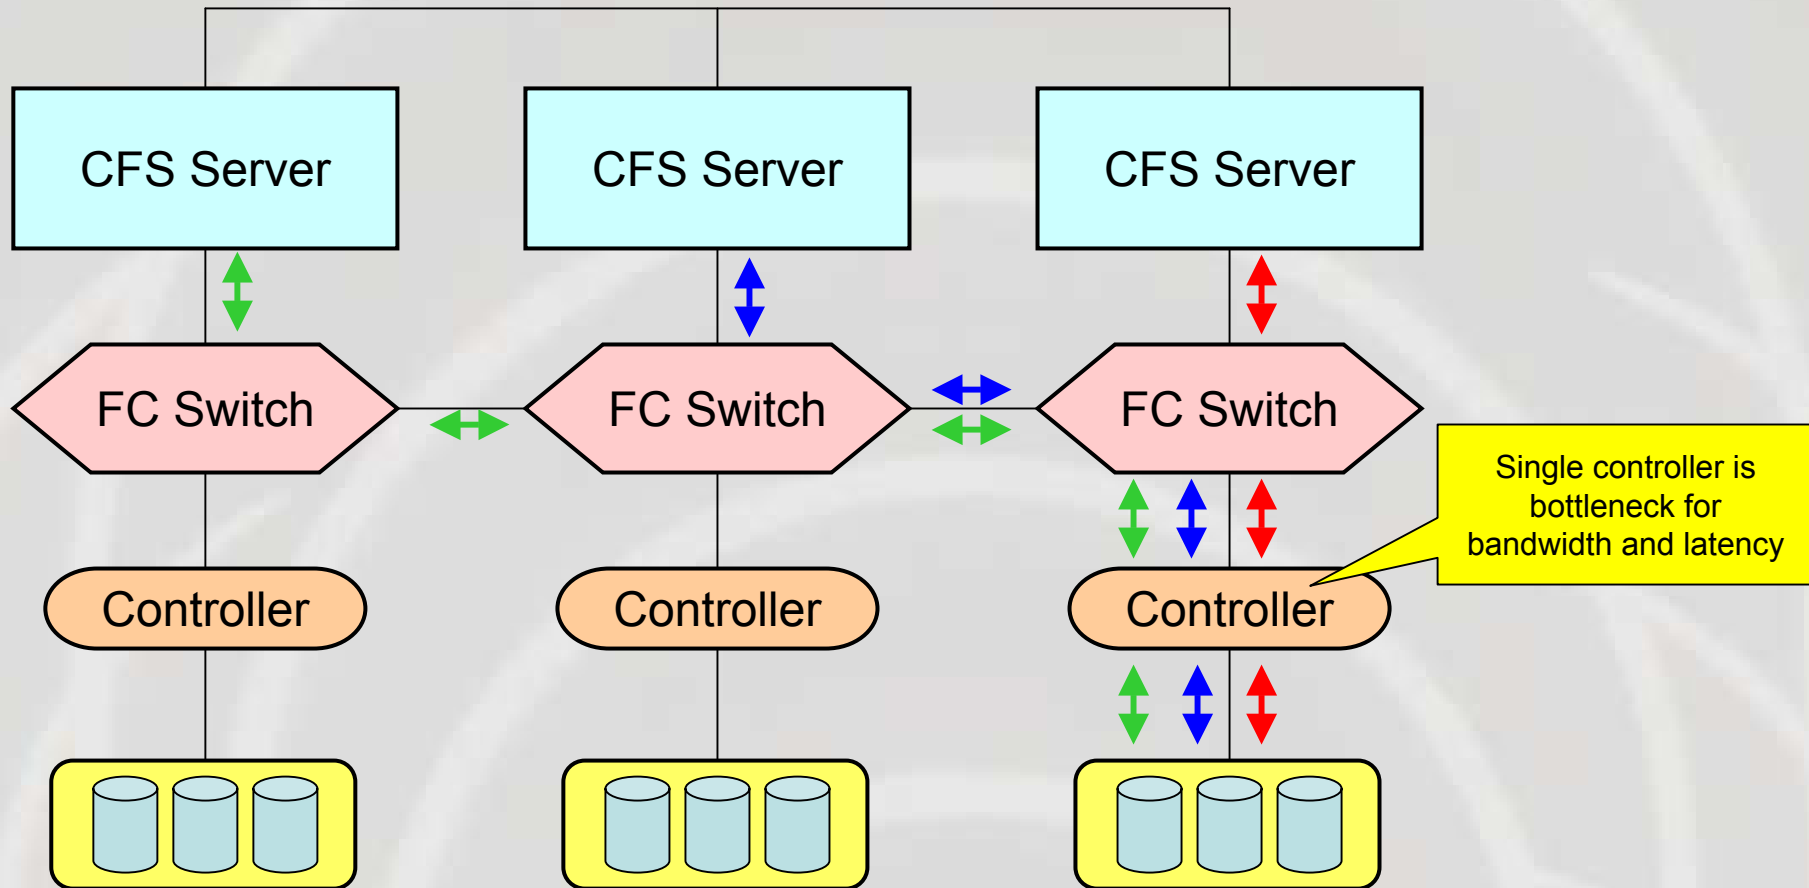 CFS Server
CFS Server
CFS Server
FC Switch
FC Switch
FC Switch
Single controller is
bottleneck for
bandwidth and latency
Controller
Controller
Controller